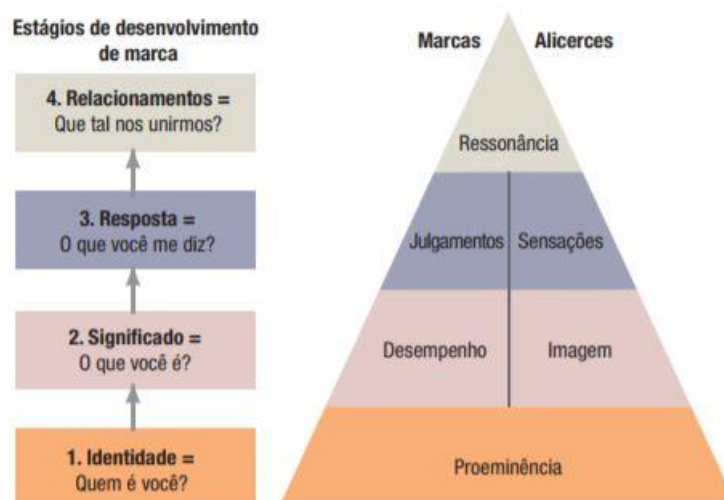 Estágios de desenvolvimento
de marca
4. Relacionamentos =
Que tal nos unirmos?
3. Resposta =
O que você me diz?
2. Significado =
O que você é?
1. Identidade =
Quem é você?
Marcas Alicerces
Ressonância
Julgamentos Sensações
Desempenho Imagem
Proeminência